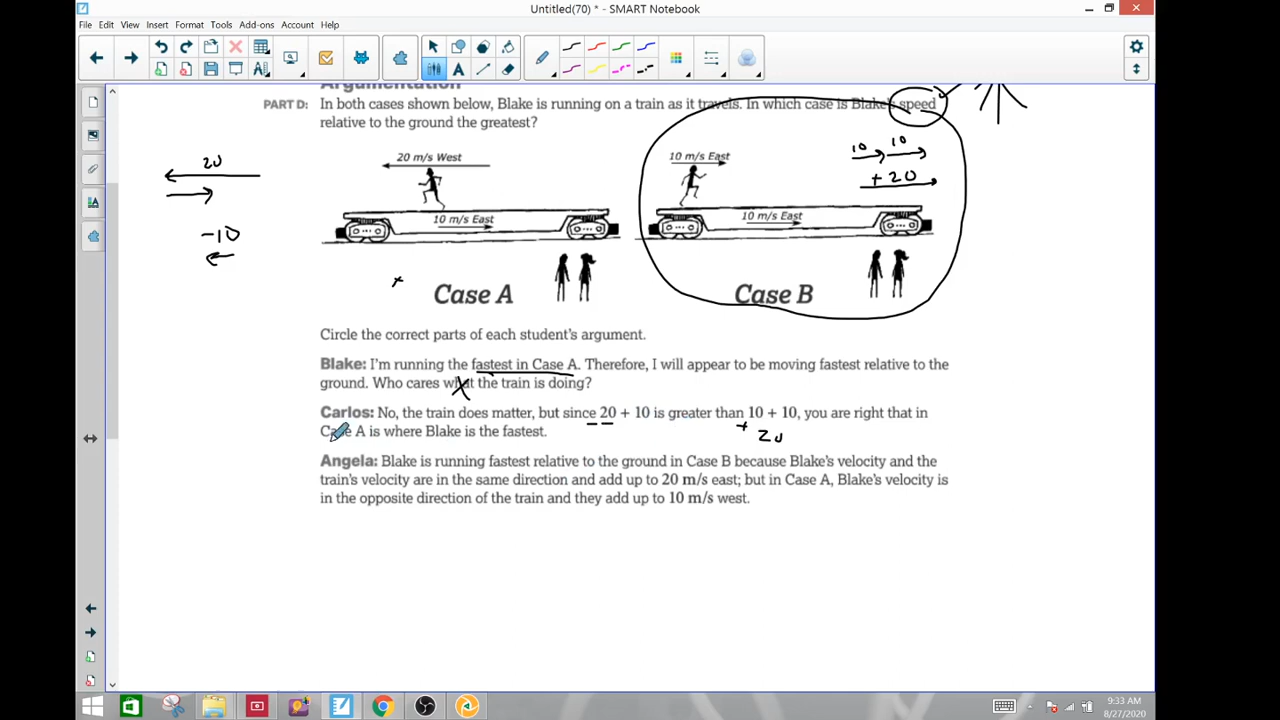 Untitled(70) * - SMART Notebook
File Edit View Insert Format Tools Add-ons Account Help
Argumentation
PART D: In both cases shown below, Blake is running on a train as it travels. In which case is Blake's speed
relative to the ground the greatest?
20 m/s West
10 m/s East
10 10
+20
20
-10
10 m/s East
10 m/s East
Case A
Case B
Circle the correct parts of each student's argument.
Blake: I'm running the fastest in Case A. Therefore, I will appear to be moving fastest relative to the
ground. Who cares what the train is doing?
Carlos: No, the train does matter, but since 20 + 10 is greater than 10 + 10, you are right that in
Case A is where Blake is the fastest.
+ 20
Angela: Blake is running fastest relative to the ground in Case B because Blake's velocity and the
train's velocity are in the same direction and add up to 20 m/s east; but in Case A, Blake's velocity is
in the opposite direction of the train and they add up to 10 m/s west.
9:33 AM
8/27/2020